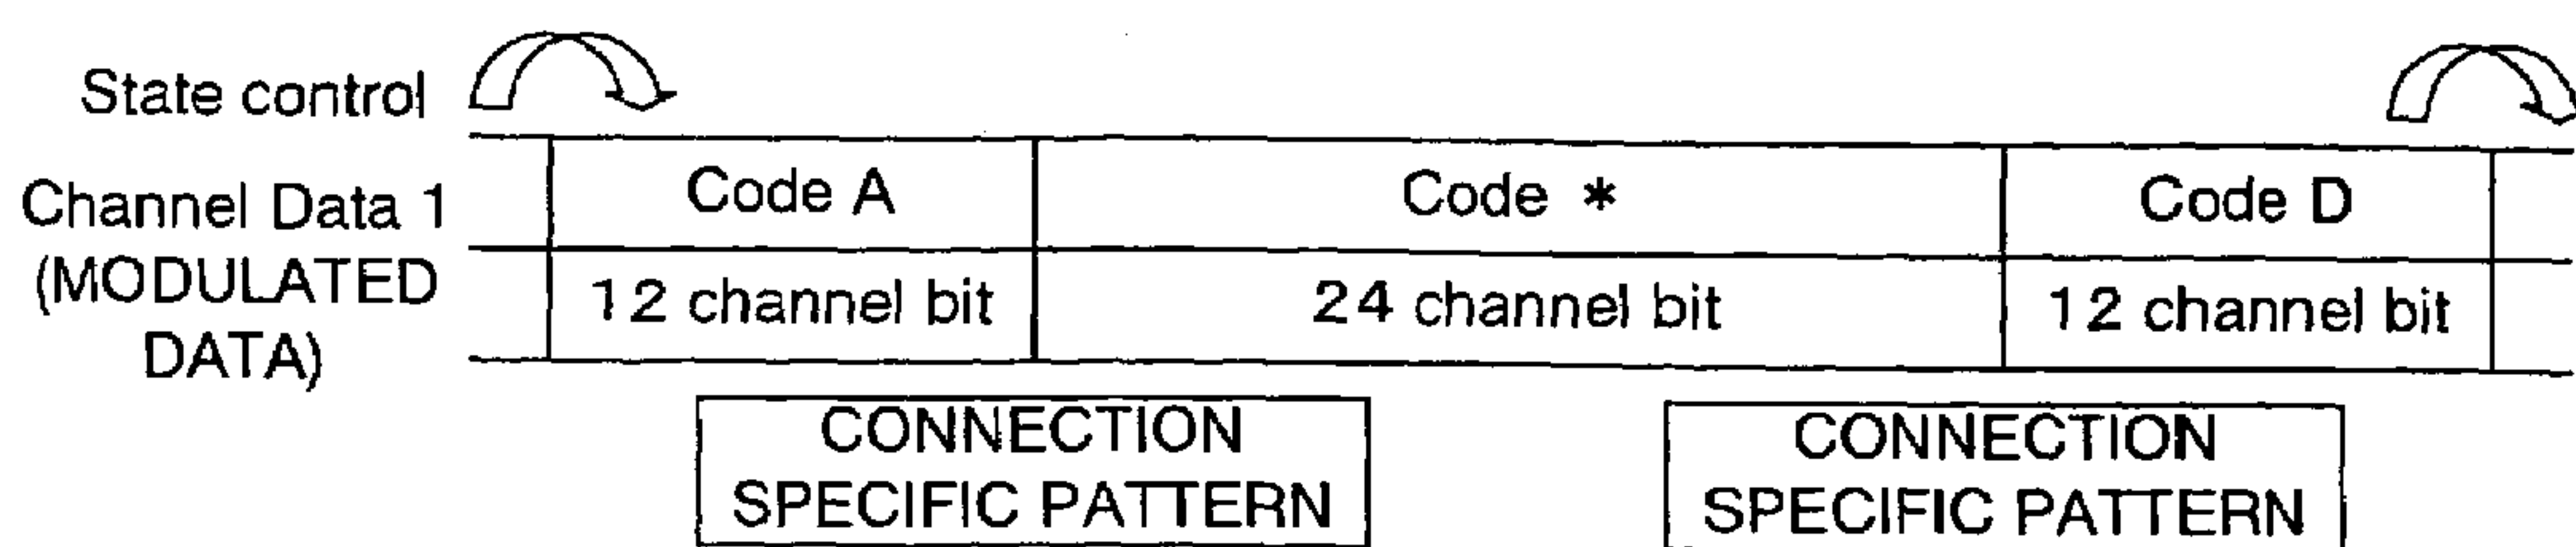 State control
Channel Data 1
(MODULATED
DATA)
Code A
Code *
Code D
12 channel bit
24 channel bit
12 channel bit
CONNECTION
SPECIFIC PATTERN
CONNECTION
SPECIFIC PATTERN